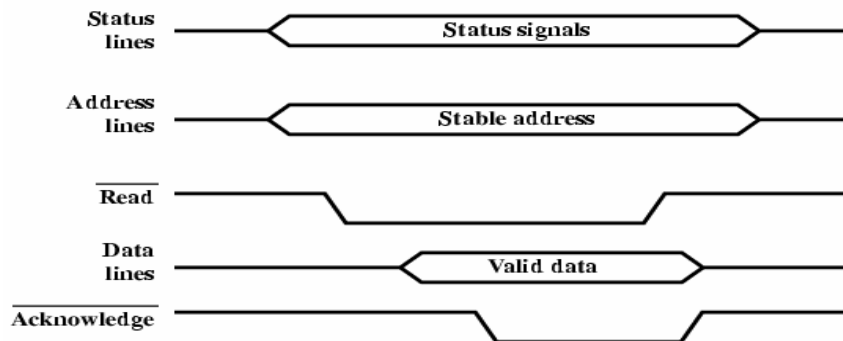 Status
lines
Status signals
Address
lines
Stable address
Read
Data
lines
Valid data
Acknowledge